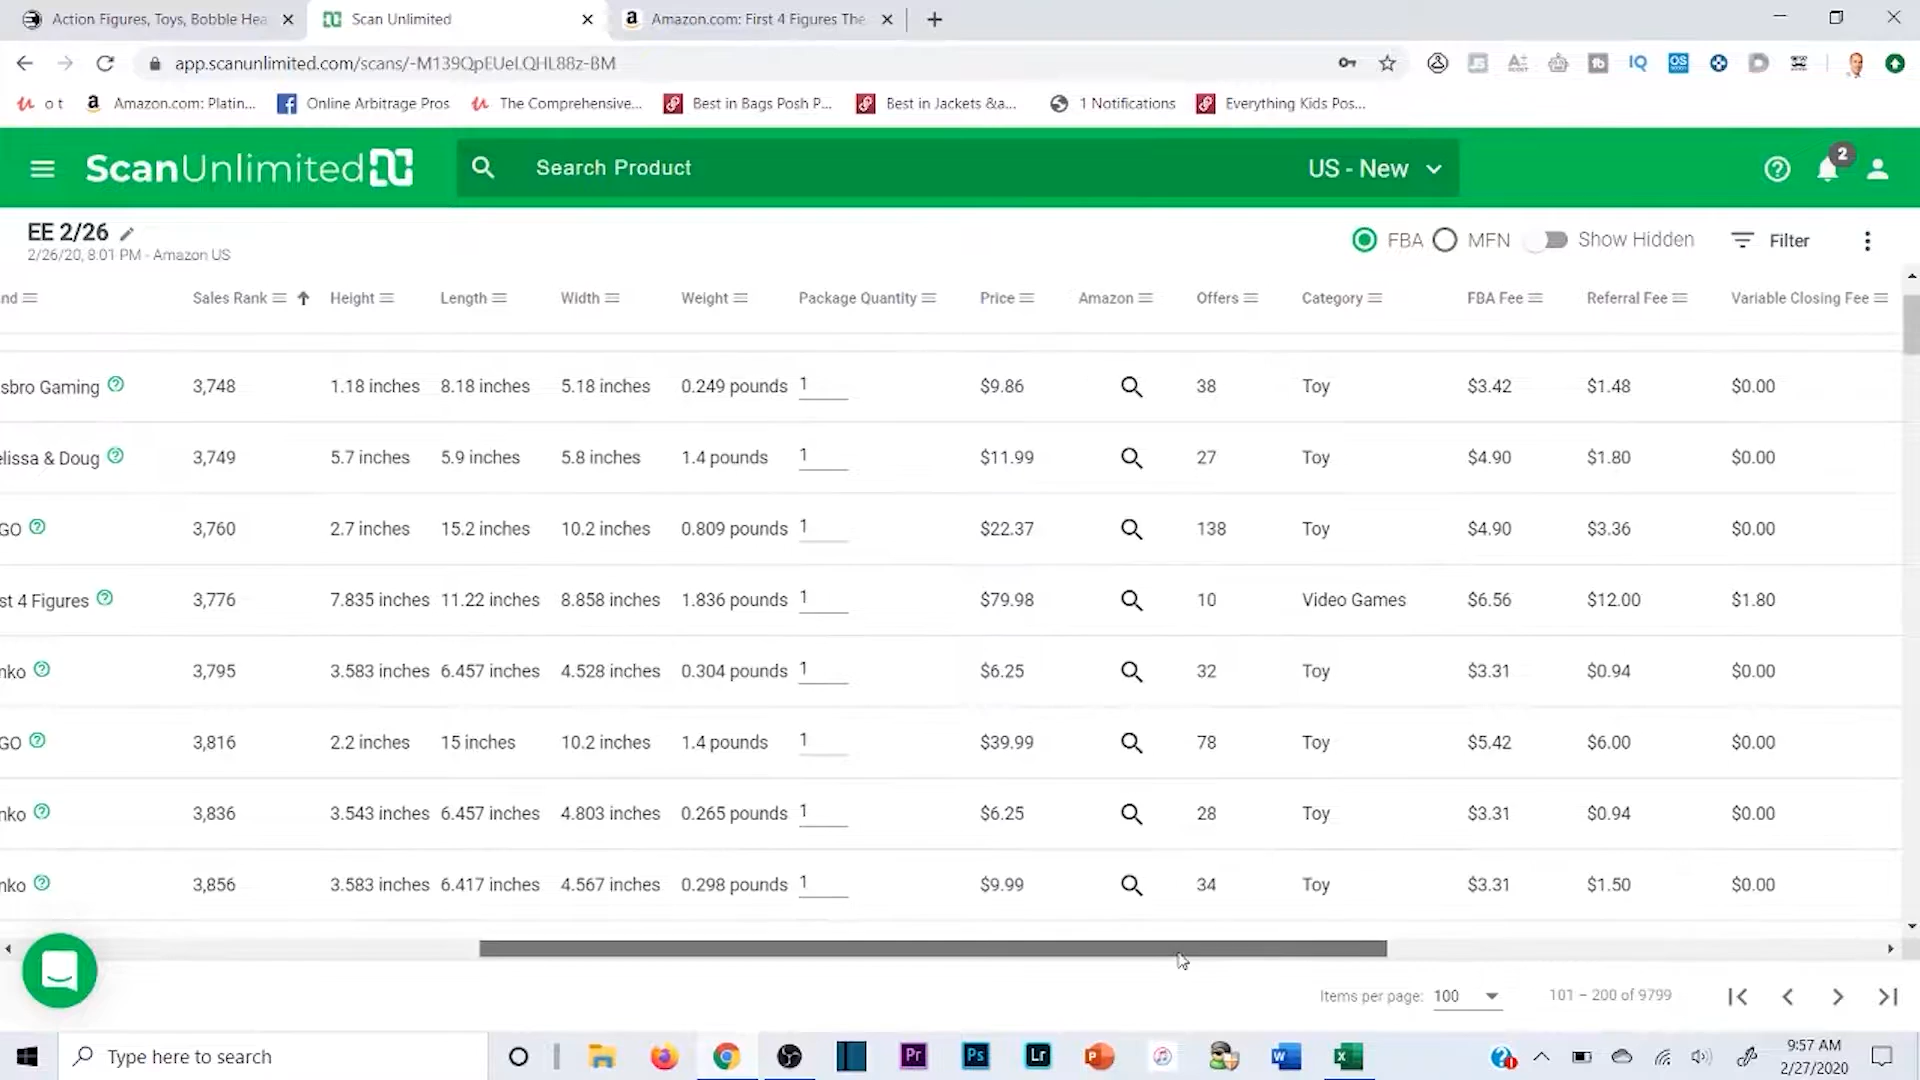 Action Figures, Toys, Bobble Hea
Scan Unlimited
Amazon.com: First 4 Figures The
app.scanunlimited.com/scans/-M139QpEUeLQHL88z-BM
o t
Amazon.com: Platin...
Online Arbitrage Pros
The Comprehensive...
Best in Bags Posh P...
Best in Jackets &a...
1 Notifications
Everything Kids Pos...
ScanUnlimited
Search Product
US - New
2
EE 2/26
2/26/20, 8:01 PM - Amazon US
FBA
MFN
Show Hidden
Filter
nd Sales Rank Height Length Width Weight Package Quantity Price Amazon Offers Category FBA Fee Referral Fee Variable Closing Fee
sbro Gaming 3,748 1.18 inches 8.18 inches 5.18 inches 0.249 pounds 1 $9.86 38 Toy $3.42 $1.48 $0.00
elissa & Doug 3,749 5.7 inches 5.9 inches 5.8 inches 1.4 pounds 1 $11.99 27 Toy $4.90 $1.80 $0.00
GO 3,760 2.7 inches 15.2 inches 10.2 inches 0.809 pounds 1 $22.37 138 Toy $4.90 $3.36 $0.00
st 4 Figures 3,776 7.835 inches 11.22 inches 8.858 inches 1.836 pounds 1 $79.98 10 Video Games $6.56 $12.00 $1.80
nko 3,795 3.583 inches 6.457 inches 4.528 inches 0.304 pounds 1 $6.25 32 Toy $3.31 $0.94 $0.00
GO 3,816 2.2 inches 15 inches 10.2 inches 1.4 pounds 1 $39.99 78 Toy $5.42 $6.00 $0.00
nko 3,836 3.543 inches 6.457 inches 4.803 inches 0.265 pounds 1 $6.25 28 Toy $3.31 $0.94 $0.00
nko 3,856 3.583 inches 6.417 inches 4.567 inches 0.298 pounds 1 $9.99 34 Toy $3.31 $1.50 $0.00
Items per page: 100 101 – 200 of 9799
Type here to search
Pr
Ps
Lr
9:57 AM
2/27/2020